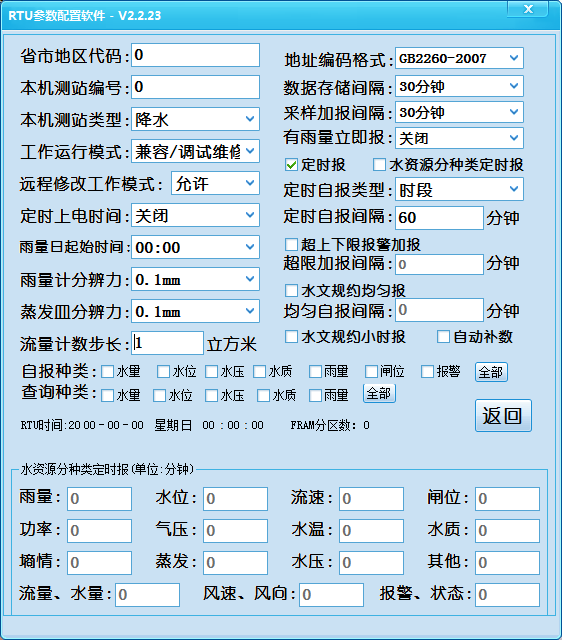 RTU参数配置软件 - V2.2.23
x
省市地区代码: 0
本机测站编号: 0
本机测站类型: 降水
工作运行模式: 兼容/调试维修
远程修改工作模式: 允许
定时上电时间: 关闭
雨量日起始时间: 00:00
雨量计分辨力: 0.1mm
蒸发皿分辨力: 0.1mm
流量计数步长: 1 立方米
地址编码格式: GB2260-2007
数据存储间隔: 30分钟
采样加报间隔: 30分钟
有雨量立即报: 关闭
定时报 水资源分种类定时报
定时自报类型: 时段
定时自报间隔: 60 分钟
超上下限报警加报
超限加报间隔: 0 分钟
水文规约均匀报
均匀自报间隔: 0 分钟
水文规约小时报 自动补数
自报种类: 水量 水位 水压 水质 雨量 闸位 报警 全部
查询种类: 水量 水位 水压 水质 雨量 全部
RTU时间:2000-00-00 星期日 00:00:00 FRAM分区数: 0
返回
水资源分种类定时报(单位:分钟)
雨量: 0 水位: 0 流速: 0 闸位: 0
功率: 0 气压: 0 水温: 0 水质: 0
墒情: 0 蒸发: 0 水压: 0 其他: 0
流量、水量: 0 风速、风向: 0 报警、状态: 0